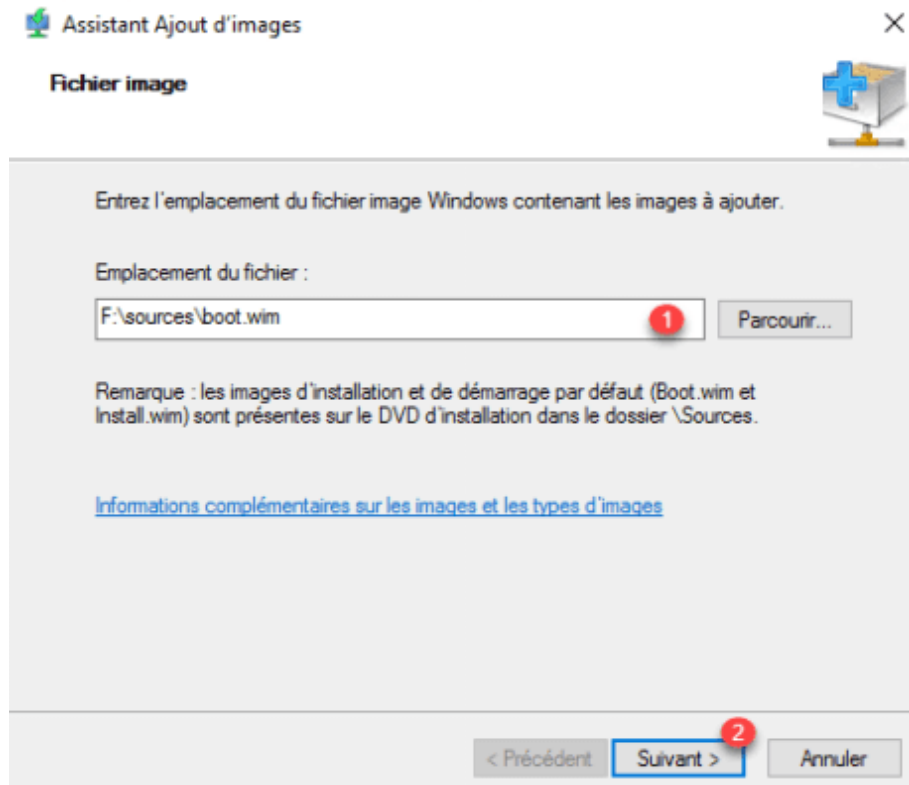 Assistant Ajout d'images
Fichier image
Entrez l'emplacement du fichier image Windows contenant les images à ajouter.
Emplacement du fichier :
F:\sources\boot.wim
1
Parcourir...
Remarque : les images d'installation et de démarrage par défaut (Boot.wim et
Install.wim) sont présentes sur le DVD d'installation dans le dossier \Sources.
Informations complémentaires sur les images et les types d'images
2
< Précédent
Suivant >
Annuler